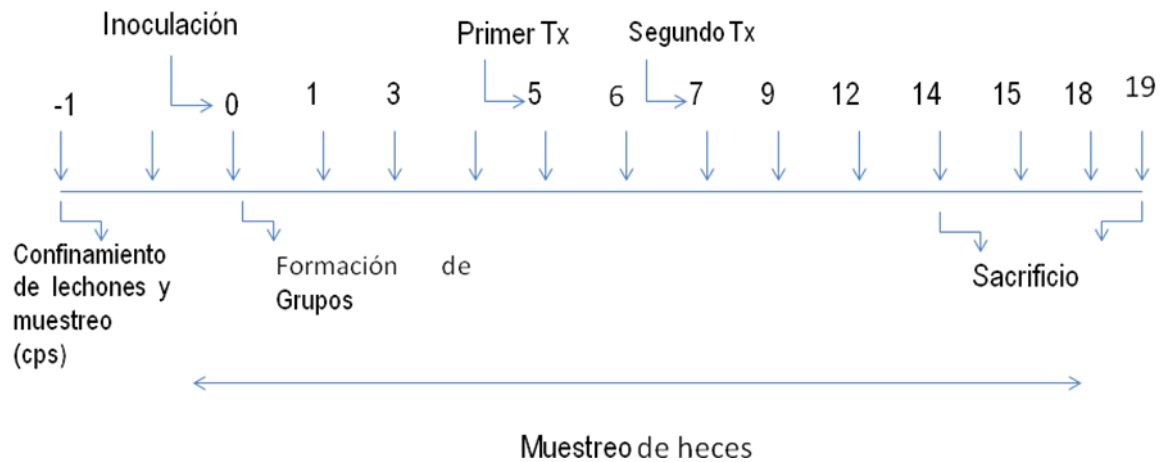 Inoculación
Primer Tx
Segundo Tx
-1 0 1 3 5 6 7 9 12 14 15 18 19
Confinamiento
de lechones y
muestreo
(cps)
Formación de
Grupos
Sacrificio
Muestreo de heces